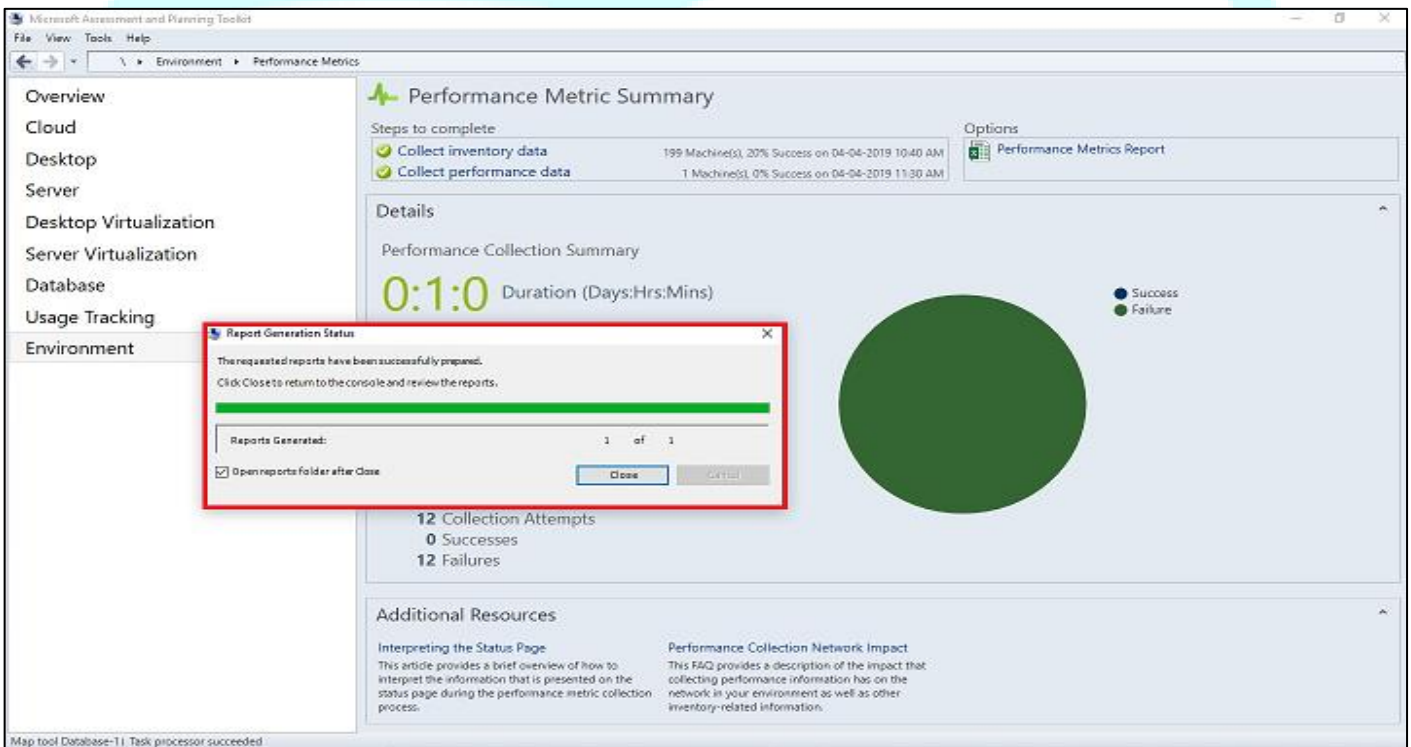 Microsoft Assessment and Planning Toolkit
File View Tools Help
\ Environment Performance Metrics
Overview
Cloud
Desktop
Server
Desktop Virtualization
Server Virtualization
Database
Usage Tracking
Environment
Performance Metric Summary
Steps to complete
Collect inventory data 199 Machine(s), 20% Success on 04-04-2019 10:40 AM
Collect performance data 1 Machine(s), 0% Success on 04-04-2019 11:30 AM
Options
Performance Metrics Report
Details
Performance Collection Summary
0:1:0 Duration (Days:Hrs:Mins)
Success
Failure
Report Generation Status
The requested reports have been successfully prepared.
Click Close to return to the console and review the reports.
Reports Generated: 1 of 1
Open reports folder after Close
Close Cancel
12 Collection Attempts
0 Successes
12 Failures
Additional Resources
Interpreting the Status Page
This article provides a brief overview of how to
interpret the information that is presented on the
status page during the performance metric collection
process.
Performance Collection Network Impact
This FAQ provides a description of the impact that
collecting performance information has on the
network in your environment as well as other
inventory-related information.
Map tool Database-1| Task processor succeeded